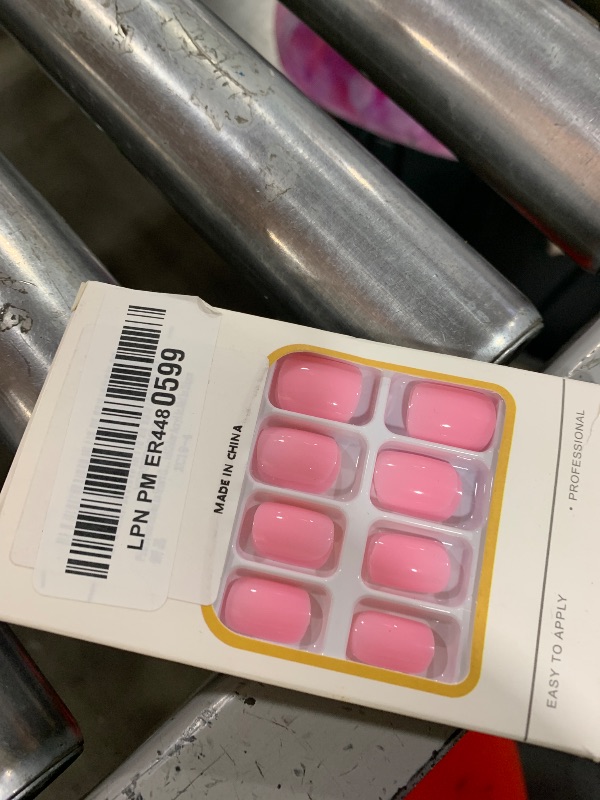 LPN PM ER4480599
MADE IN CHINA
EASY TO APPLY
• PROFESSIONAL